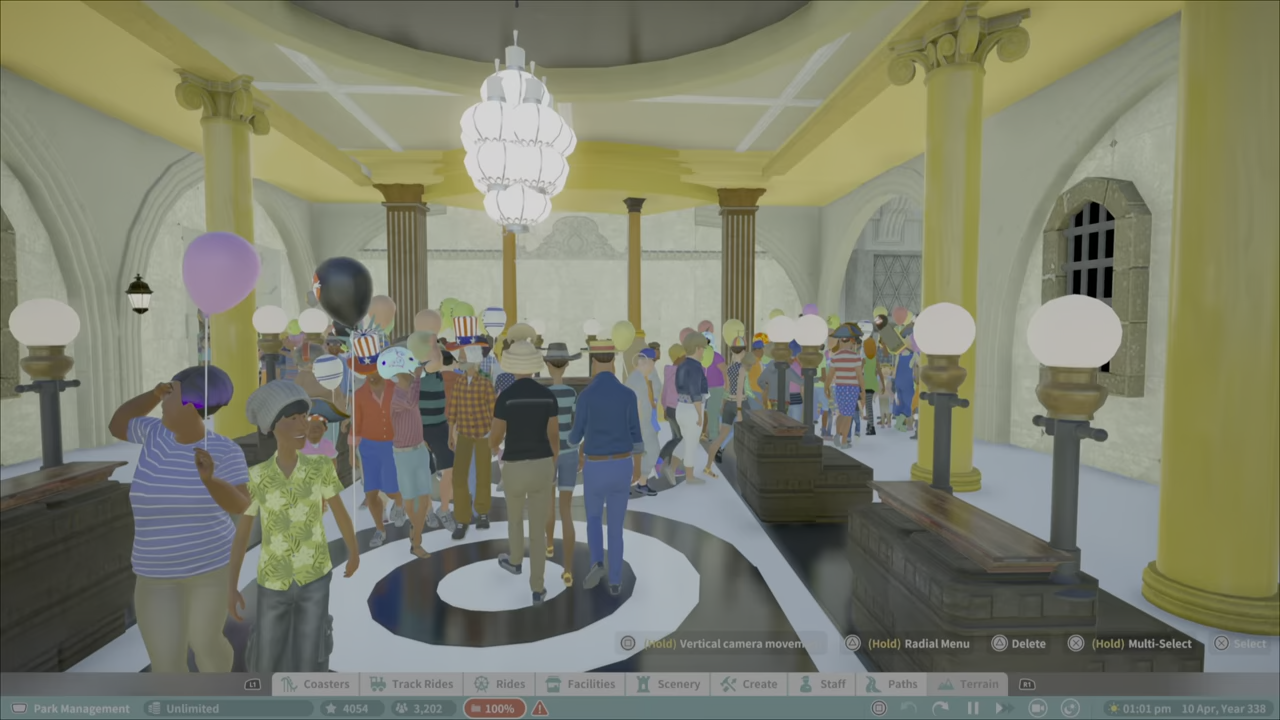 (Hold) Vertical camera movem
(Hold) Radial Menu
Delete
(Hold) Multi-Select
Select
L1
Coasters
Track Rides
Rides
Facilities
Scenery
Create
Staff
Paths
Terrain
R1
Park Management
Unlimited
4054
3,202
100%
01:01 pm
10 Apr, Year 338